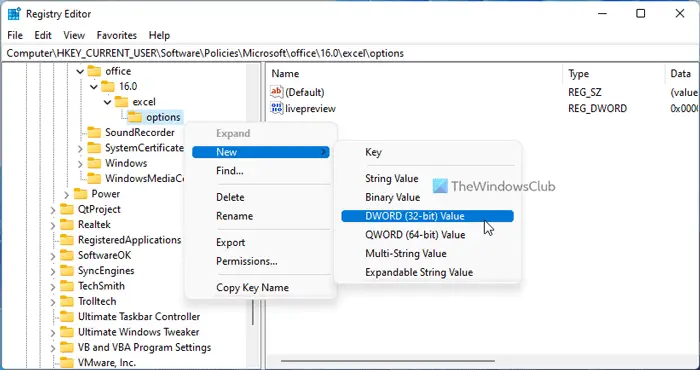 Registry Editor
File Edit View Favorites Help
Computer\HKEY_CURRENT_USER\Software\Policies\Microsoft\office\16.0\excel\options
office
16.0
excel
options
SoundRecorder
SystemCertificate
Windows
WindowsMediaCo
Power
QtProject
Realtek
RegisteredApplications
SoftwareOK
SyncEngines
TechSmith
Trolltech
Ultimate Taskbar Controller
Ultimate Windows Tweaker
VB and VBA Program Settings
VMware, Inc.
Name Type Data
(Default) REG_SZ (value
livepreview REG_DWORD 0x0000
Expand
New
Find...
Delete
Rename
Export
Permissions...
Copy Key Name
Key
String Value
Binary Value
DWORD (32-bit) Value
QWORD (64-bit) Value
Multi-String Value
Expandable String Value
TheWindowsClub